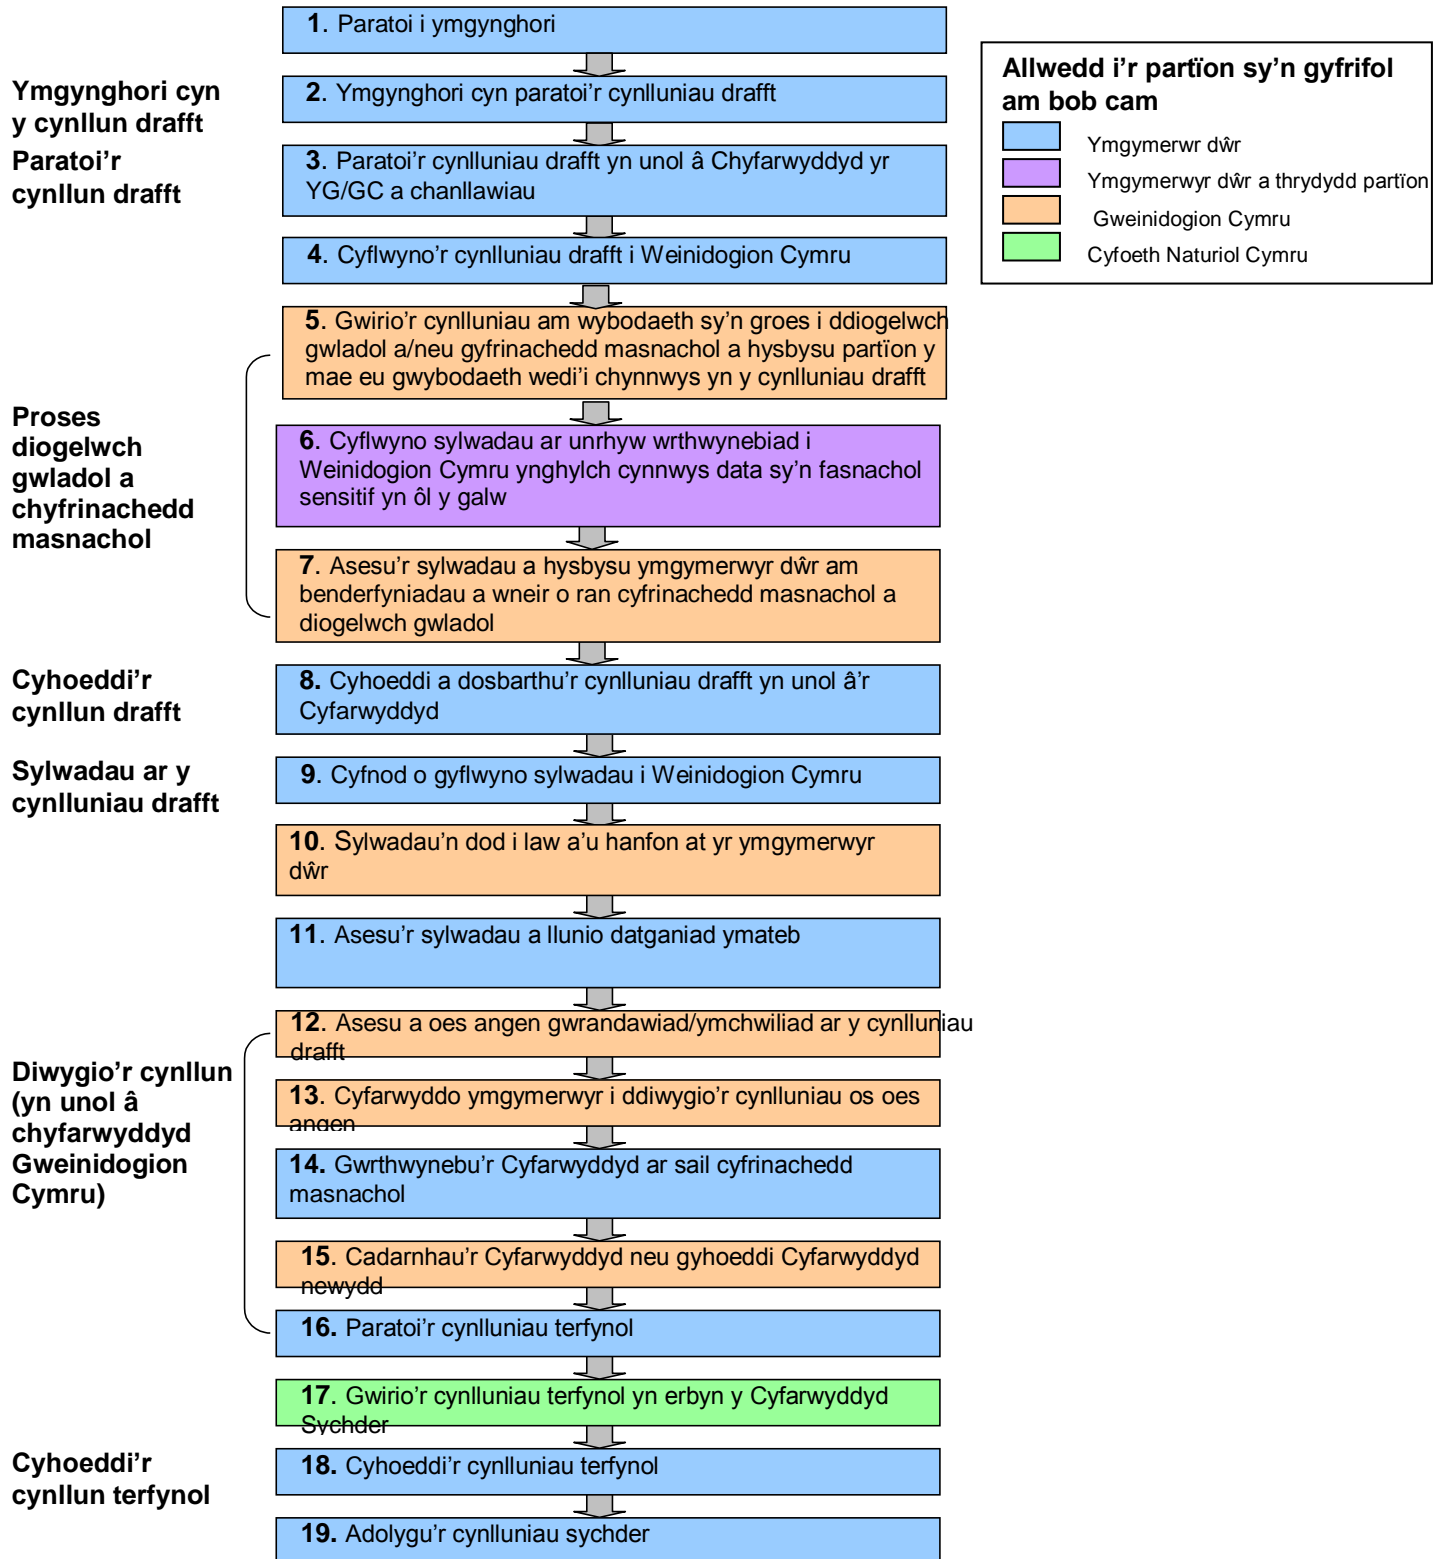 1. Paratoi i ymgynghori
Ymgynghori cyn
y cynllun drafft
2. Ymgynghori cyn paratoi'r cynlluniau drafft
Paratoi'r
cynllun drafft
3. Paratoi'r cynlluniau drafft yn unol â Chyfarwyddyd yr
YG/GC a chanllawiau
4. Cyflwyno'r cynlluniau drafft i Weinidogion Cymru
Allwedd i'r partïon sy'n gyfrifol
am bob cam
Ymgymerwr dŵr
Ymgymerwyr dŵr a thrydydd partïon
Gweinidogion Cymru
Cyfoeth Naturiol Cymru
Proses
diogelwch
gwladol a
chyfrinachedd
masnachol
5. Gwirio'r cynlluniau am wybodaeth sy'n groes i ddiogelwch
gwladol a/neu gyfrinachedd masnachol a hysbysu partïon y
mae eu gwybodaeth wedi'i chynnwys yn y cynlluniau drafft
6. Cyflwyno sylwadau ar unrhyw wrthwynebiad i
Weinidogion Cymru ynghylch cynnwys data sy'n fasnachol
sensitif yn ôl y galw
7. Asesu'r sylwadau a hysbysu ymgymerwyr dŵr am
benderfyniadau a wneir o ran cyfrinachedd masnachol a
diogelwch gwladol
Cyhoeddi'r
cynllun drafft
8. Cyhoeddi a dosbarthu'r cynlluniau drafft yn unol â'r
Cyfarwyddyd
Sylwadau ar y
cynlluniau drafft
9. Cyfnod o gyflwyno sylwadau i Weinidogion Cymru
10. Sylwadau'n dod i law a'u hanfon at yr ymgymerwyr
dŵr
11. Asesu'r sylwadau a llunio datganiad ymateb
Diwygio'r cynllun
(yn unol â
chyfarwyddyd
Gweinidogion
Cymru)
12. Asesu a oes angen gwrandawiad/ymchwiliad ar y cynlluniau
drafft
13. Cyfarwyddo ymgymerwyr i ddiwygio'r cynlluniau os oes
angen
14. Gwrthwynebu'r Cyfarwyddyd ar sail cyfrinachedd
masnachol
15. Cadarnhau'r Cyfarwyddyd neu gyhoeddi Cyfarwyddyd
newydd
16. Paratoi'r cynlluniau terfynol
17. Gwirio'r cynlluniau terfynol yn erbyn y Cyfarwyddyd
Sychder
Cyhoeddi'r
cynllun terfynol
18. Cyhoeddi'r cynlluniau terfynol
19. Adolygu'r cynlluniau sychder